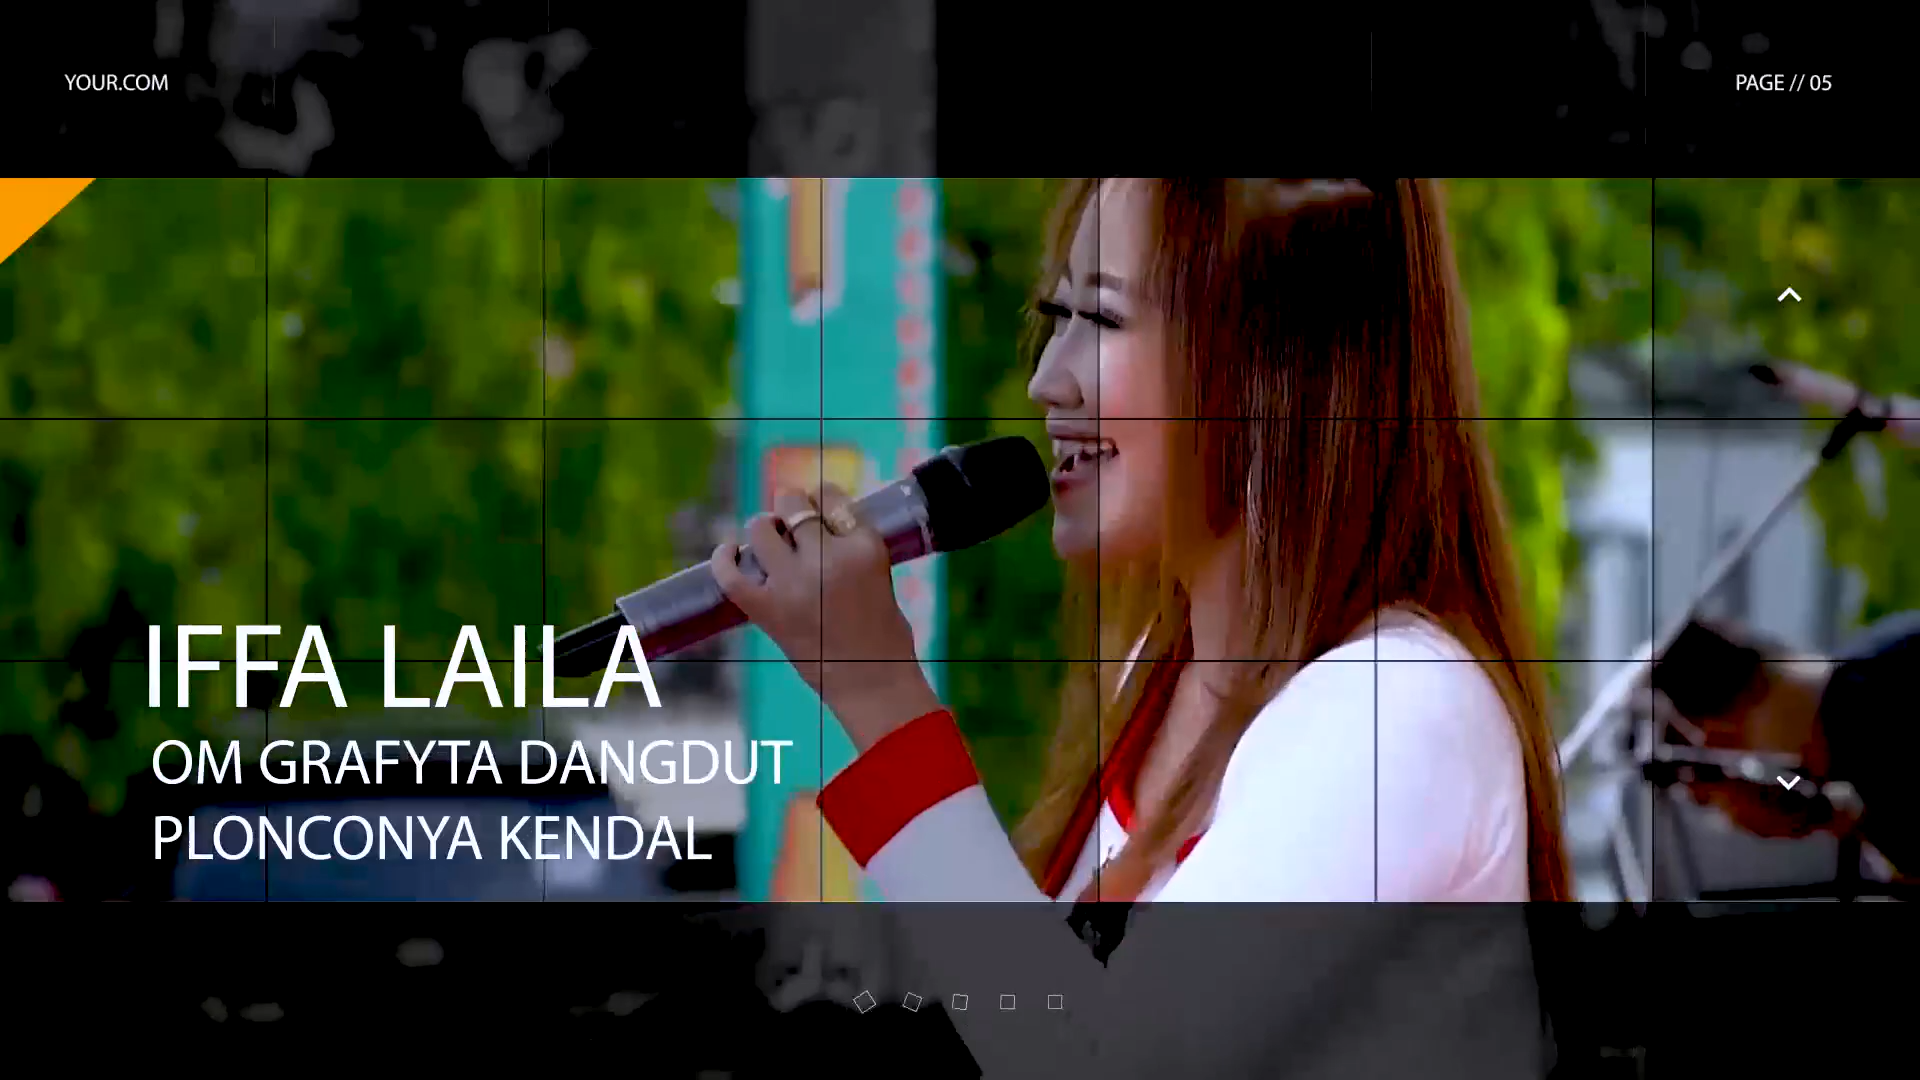 YOUR.COM
PAGE // 05
IFFA LAILA
OM GRAFYTA DANGDUT
PLONCONYA KENDAL